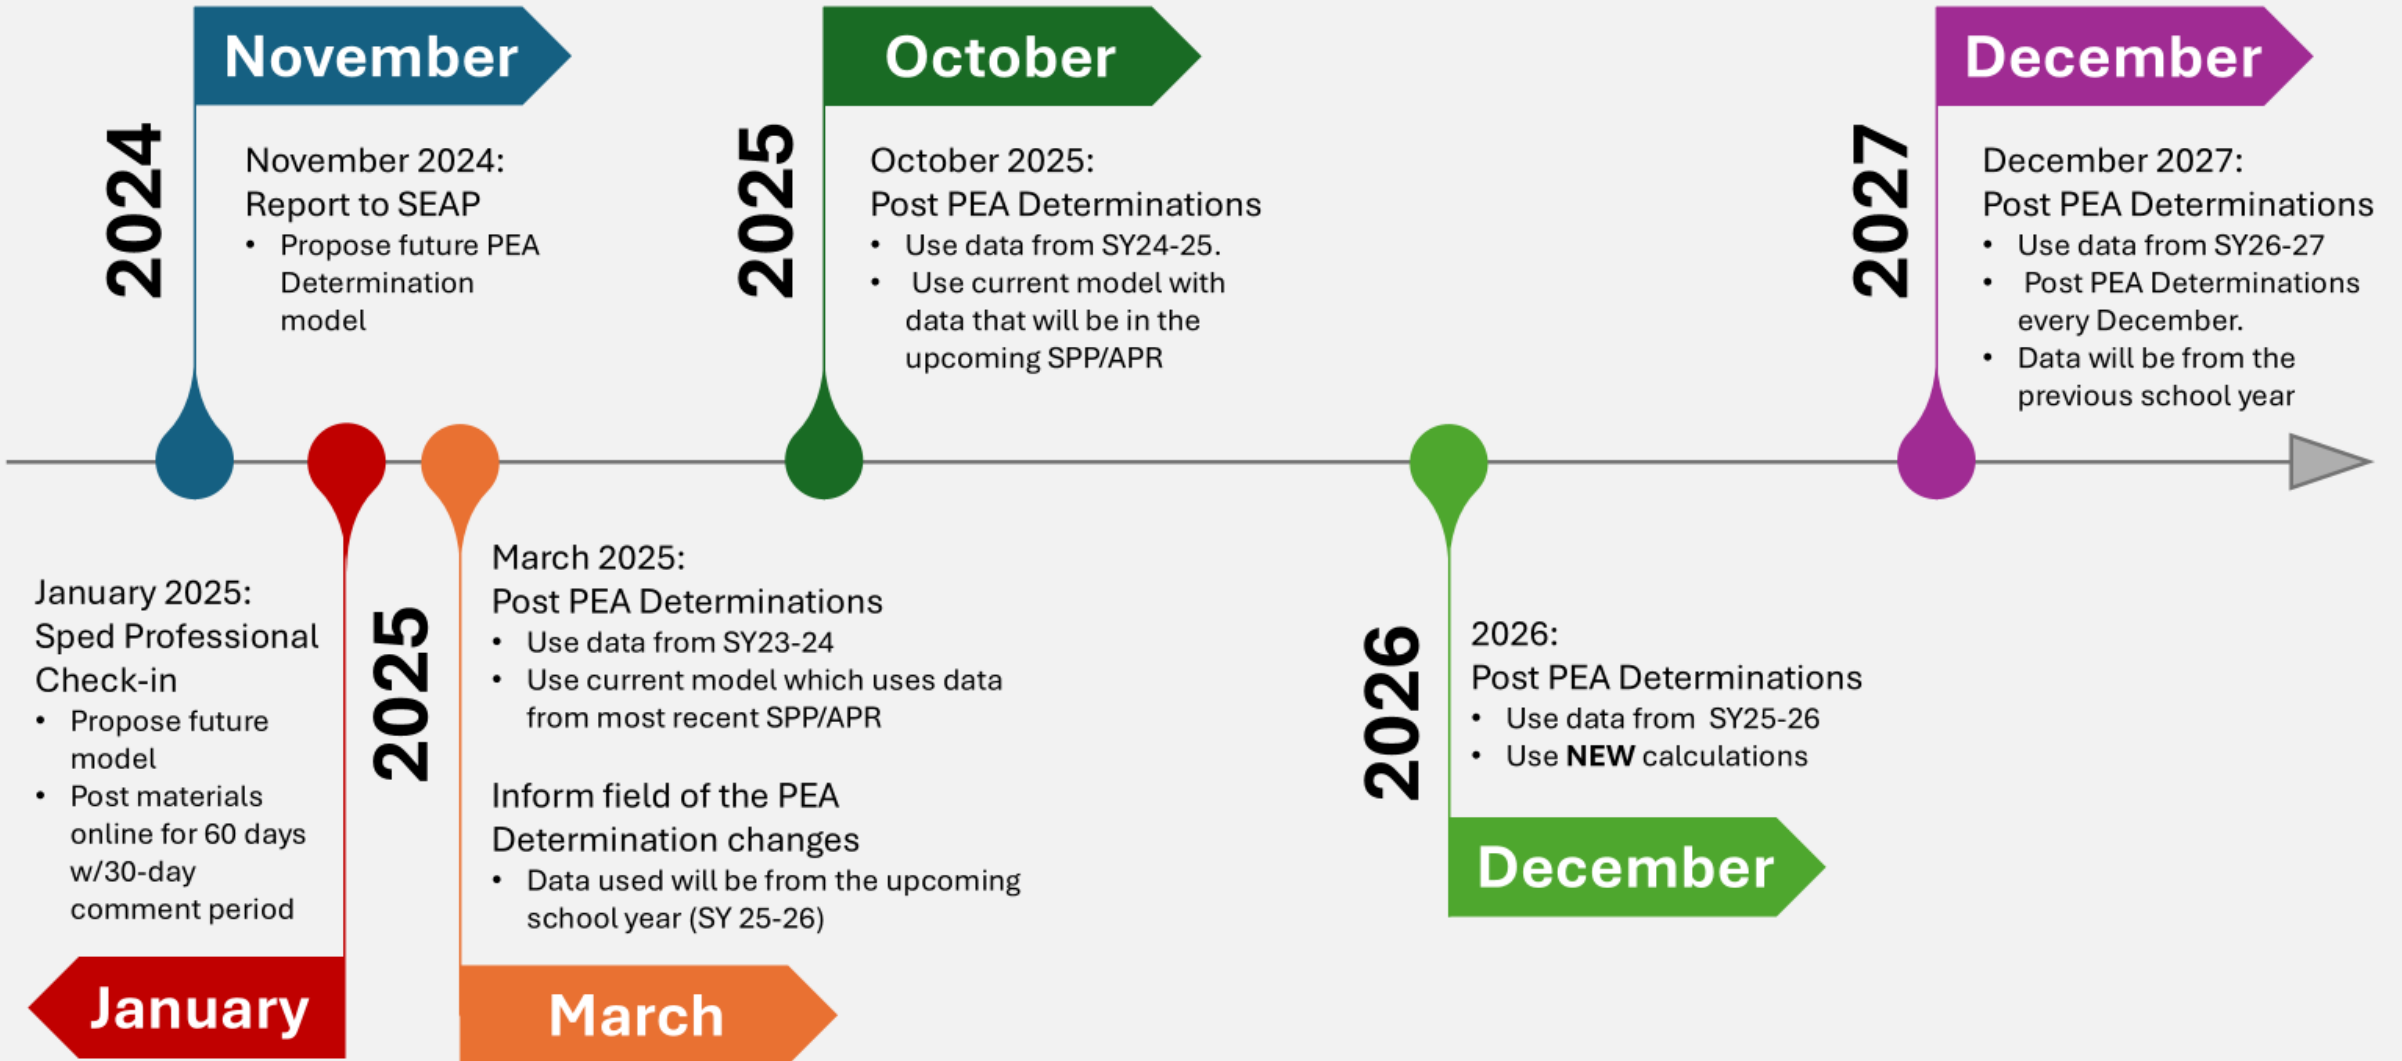 November
2024
November 2024:
Report to SEAP
• Propose future PEA
Determination
model
January 2025:
Sped Professional
Check-in
• Propose future
model
• Post materials
online for 60 days
w/30-day
comment period
January
2025
March 2025:
Post PEA Determinations
• Use data from SY23-24
• Use current model which uses data
from most recent SPP/APR
Inform field of the PEA
Determination changes
• Data used will be from the upcoming
school year (SY 25-26)
March
October
2025
October 2025:
Post PEA Determinations
• Use data from SY24-25.
• Use current model with
data that will be in the
upcoming SPP/APR
2026
2026:
Post PEA Determinations
• Use data from SY25-26
• Use NEW calculations
December
December
2027
December 2027:
Post PEA Determinations
• Use data from SY26-27
• Post PEA Determinations
every December.
• Data will be from the
previous school year